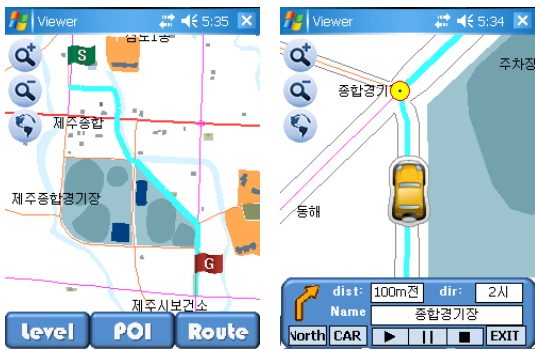 Viewer 5:35
S
제주종합
제주종합경기장
G
제주시보건소
Level POI Route
Viewer 5:34
주차장
종합경기
동해
dist: 100m전 dir: 2시
Name 종합경기장
North CAR EXIT